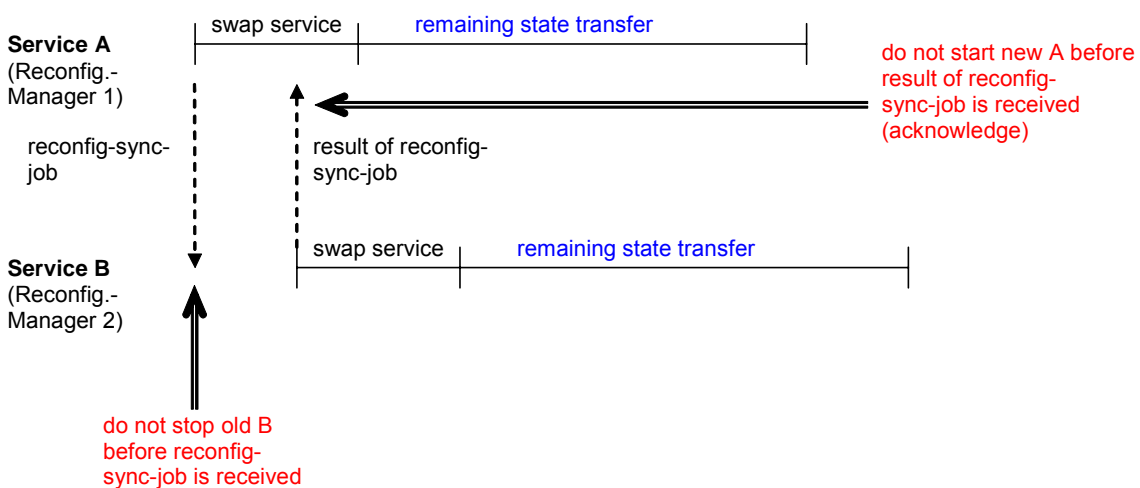 swap service
remaining state transfer
Service A
(Reconfig.-
Manager 1)
do not start new A before
result of reconfig-
sync-job is received
(acknowledge)
reconfig-sync-
job
result of reconfig-
sync-job
swap service
remaining state transfer
Service B
(Reconfig.-
Manager 2)
do not stop old B
before reconfig-
sync-job is received